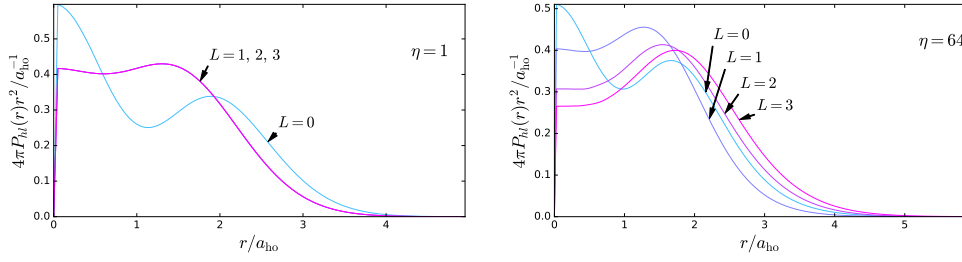 4πP_{hl}(r)r²/a_{ho}^{-1}
0.5
0.4
0.3
0.2
0.1
0.0
0
1
2
3
4
r/a_{ho}
η=1
L=1, 2, 3
L=0
4πP_{hl}(r)r²/a_{ho}^{-1}
0.5
0.4
0.3
0.2
0.1
0.0
0
1
2
3
4
5
r/a_{ho}
η=64
L=0
L=1
L=2
L=3